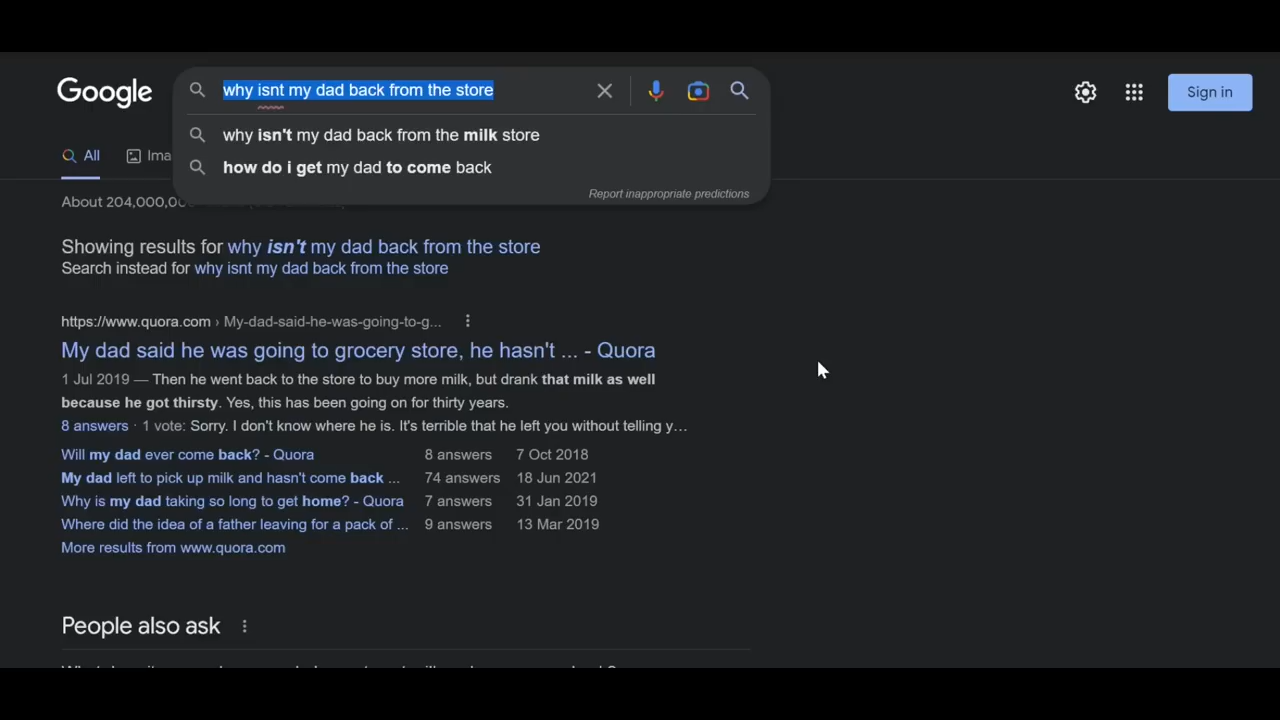 Google
why isnt my dad back from the store
Sign in
why isn't my dad back from the milk store
how do i get my dad to come back
Report inappropriate predictions
All
Ima
About 204,000,0
Showing results for why isn't my dad back from the store
Search instead for why isnt my dad back from the store
https://www.quora.com › My-dad-said-he-was-going-to-g...
My dad said he was going to grocery store, he hasn't ... - Quora
1 Jul 2019 — Then he went back to the store to buy more milk, but drank that milk as well
because he got thirsty. Yes, this has been going on for thirty years.
8 answers · 1 vote: Sorry. I don't know where he is. It's terrible that he left you without telling y...
Will my dad ever come back? - Quora 8 answers 7 Oct 2018
My dad left to pick up milk and hasn't come back ... 74 answers 18 Jun 2021
Why is my dad taking so long to get home? - Quora 7 answers 31 Jan 2019
Where did the idea of a father leaving for a pack of ... 9 answers 13 Mar 2019
More results from www.quora.com
People also ask